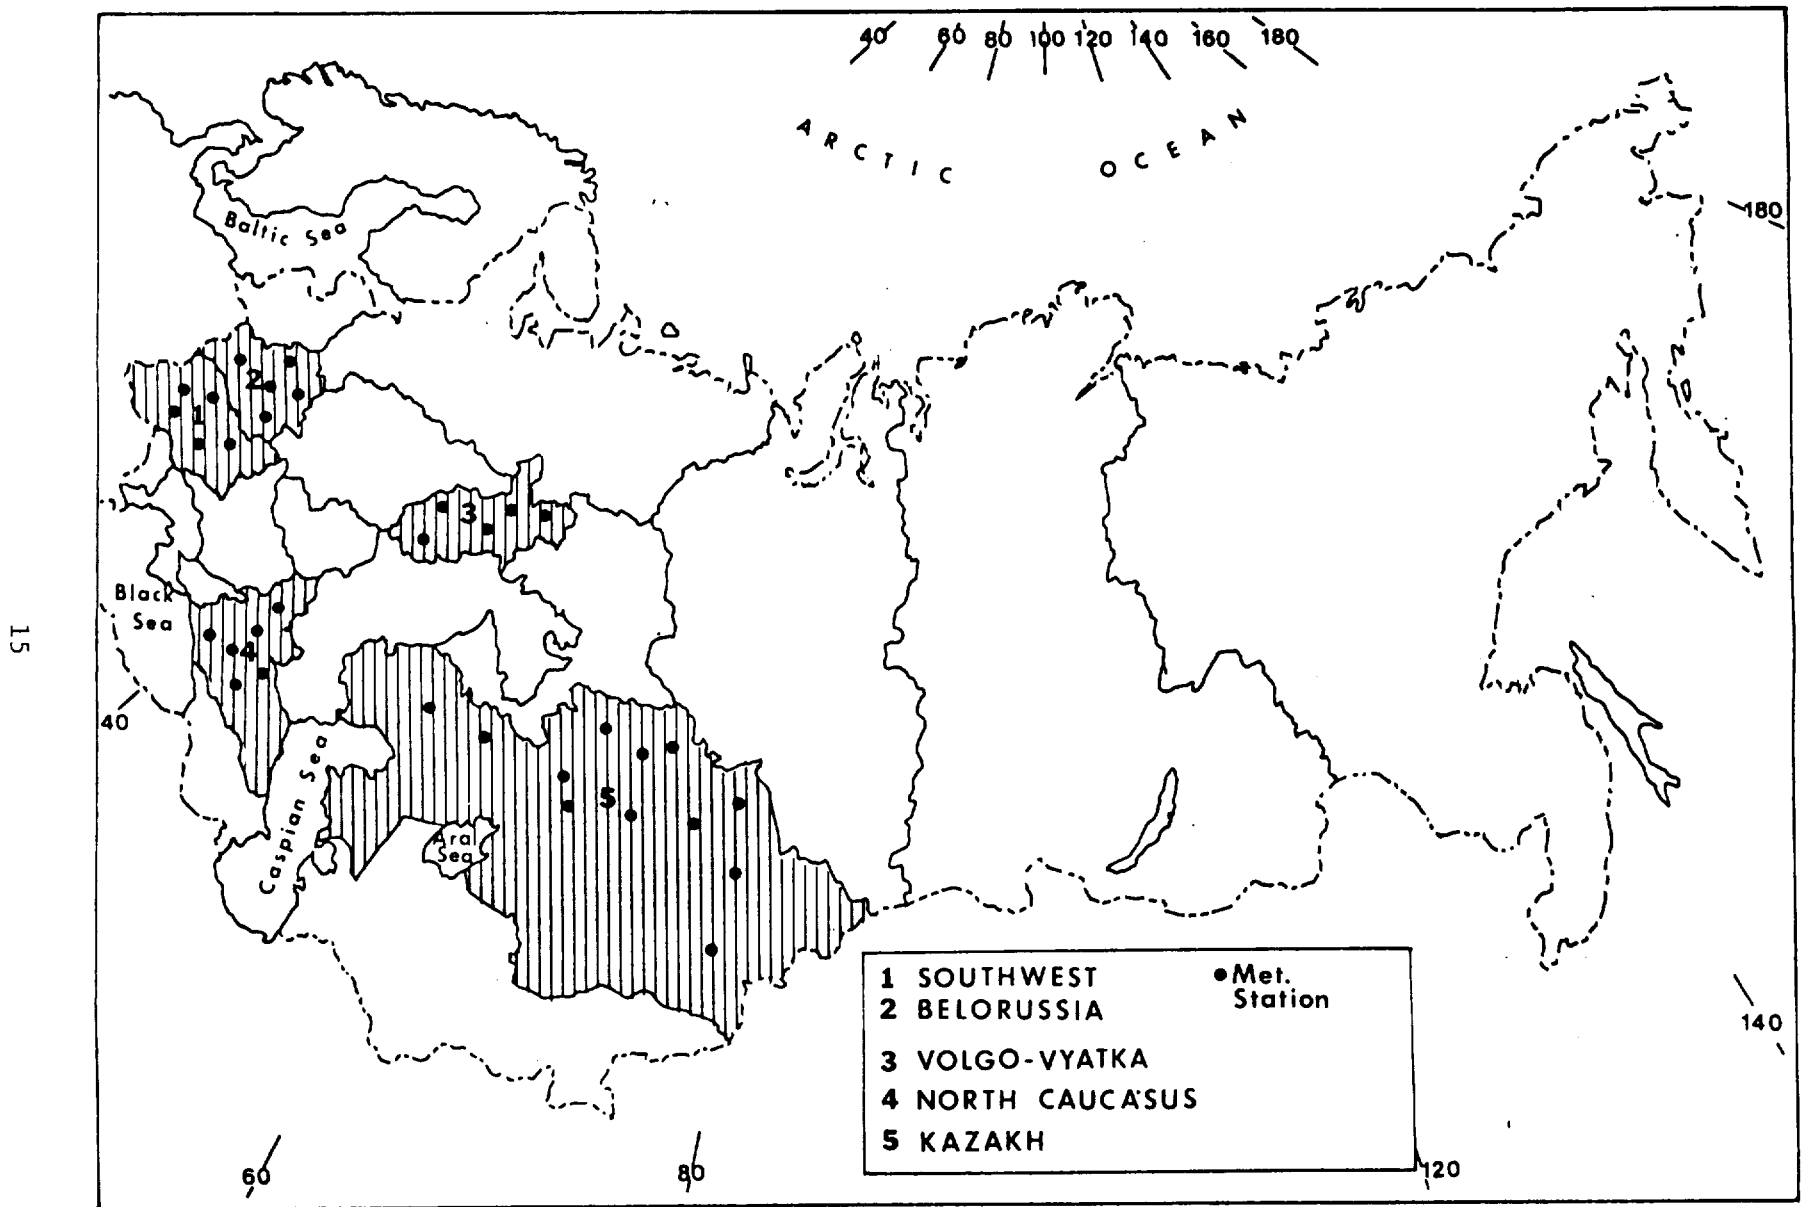 40 60 80 100 120 140 160 180
ARCTIC OCEAN
180
Baltic Sea
2
1
3
Black
Sea
4
15
40
Caspian Sea
5
Aral
Sea
1 SOUTHWEST
2 BELORUSSIA
3 VOLGO-VYATKA
4 NORTH CAUCASUS
5 KAZAKH
Met.
Station
140
60
80
120